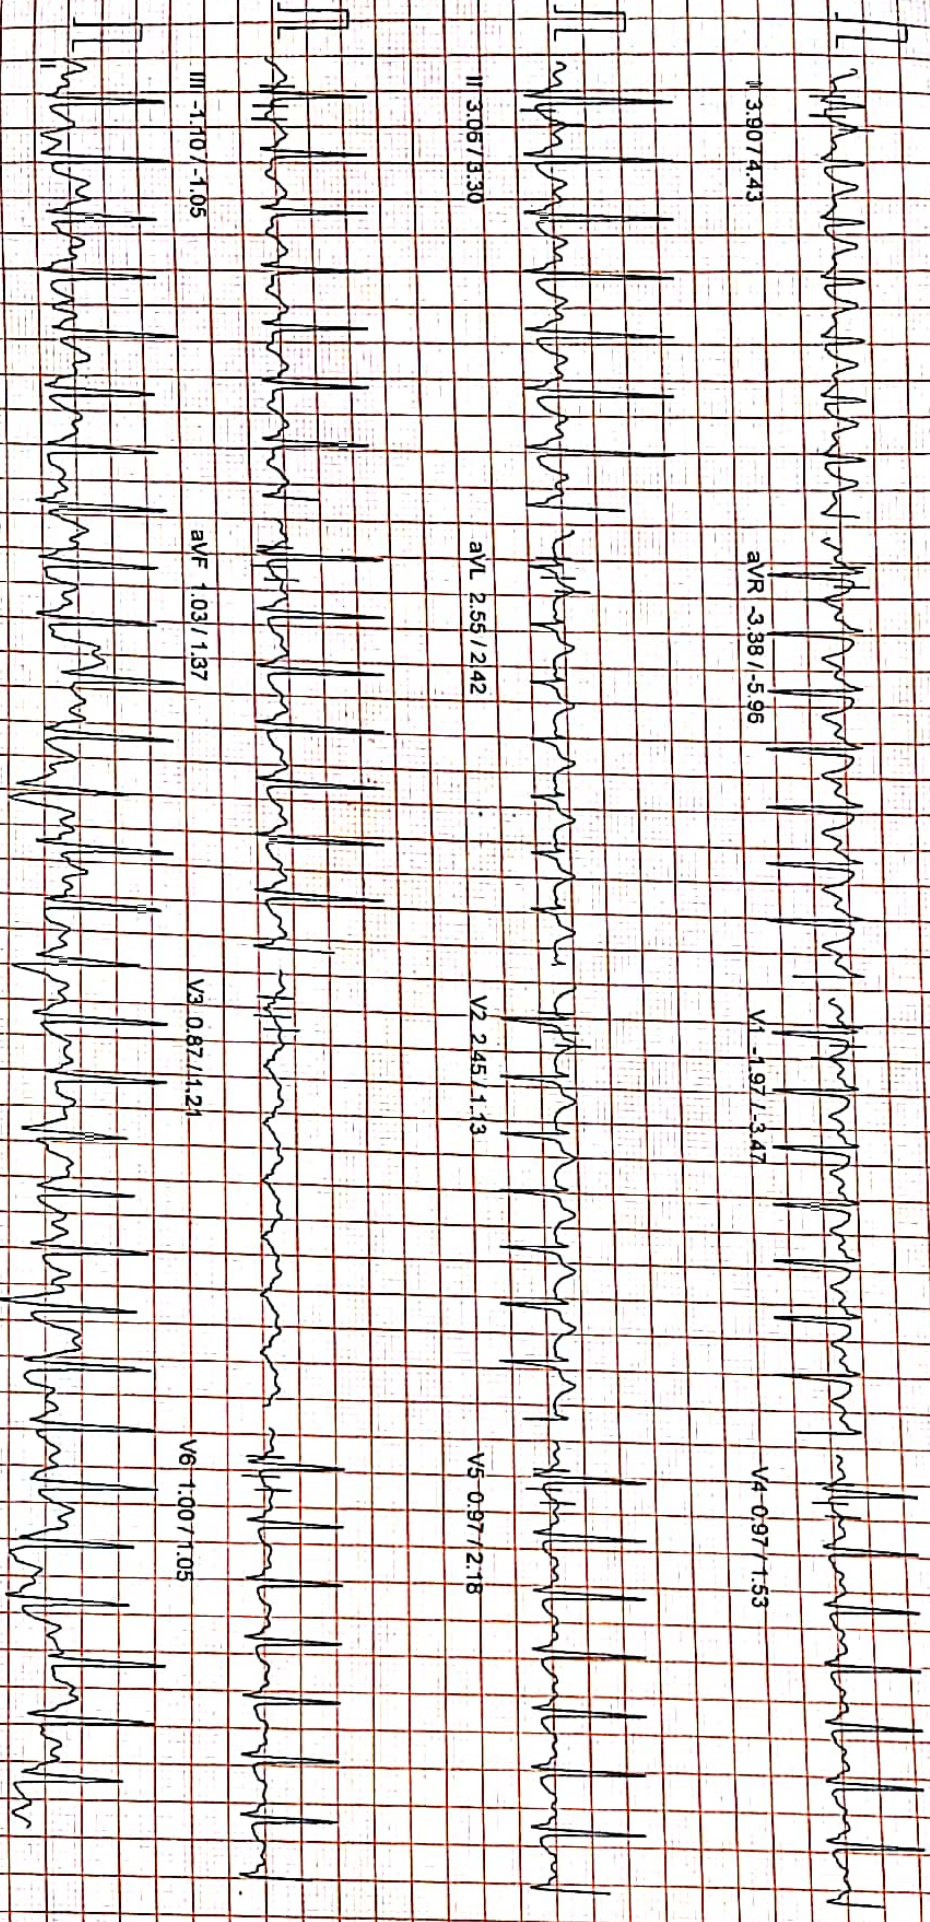 I 3.90 / 4.43 aVR -3.38 / -5.96 V1 -1.97 / -3.47 V4 -0.97 / 1.53
II 3.06 / 3.30 aVL 2.55 / 2.42 V2 2.45 / 1.13 V5 -0.97 / 2.18
III -1.10 / -1.05 aVF 1.03 / 1.37 V3 0.87 / 1.21 V6 1.00 / 1.05
II